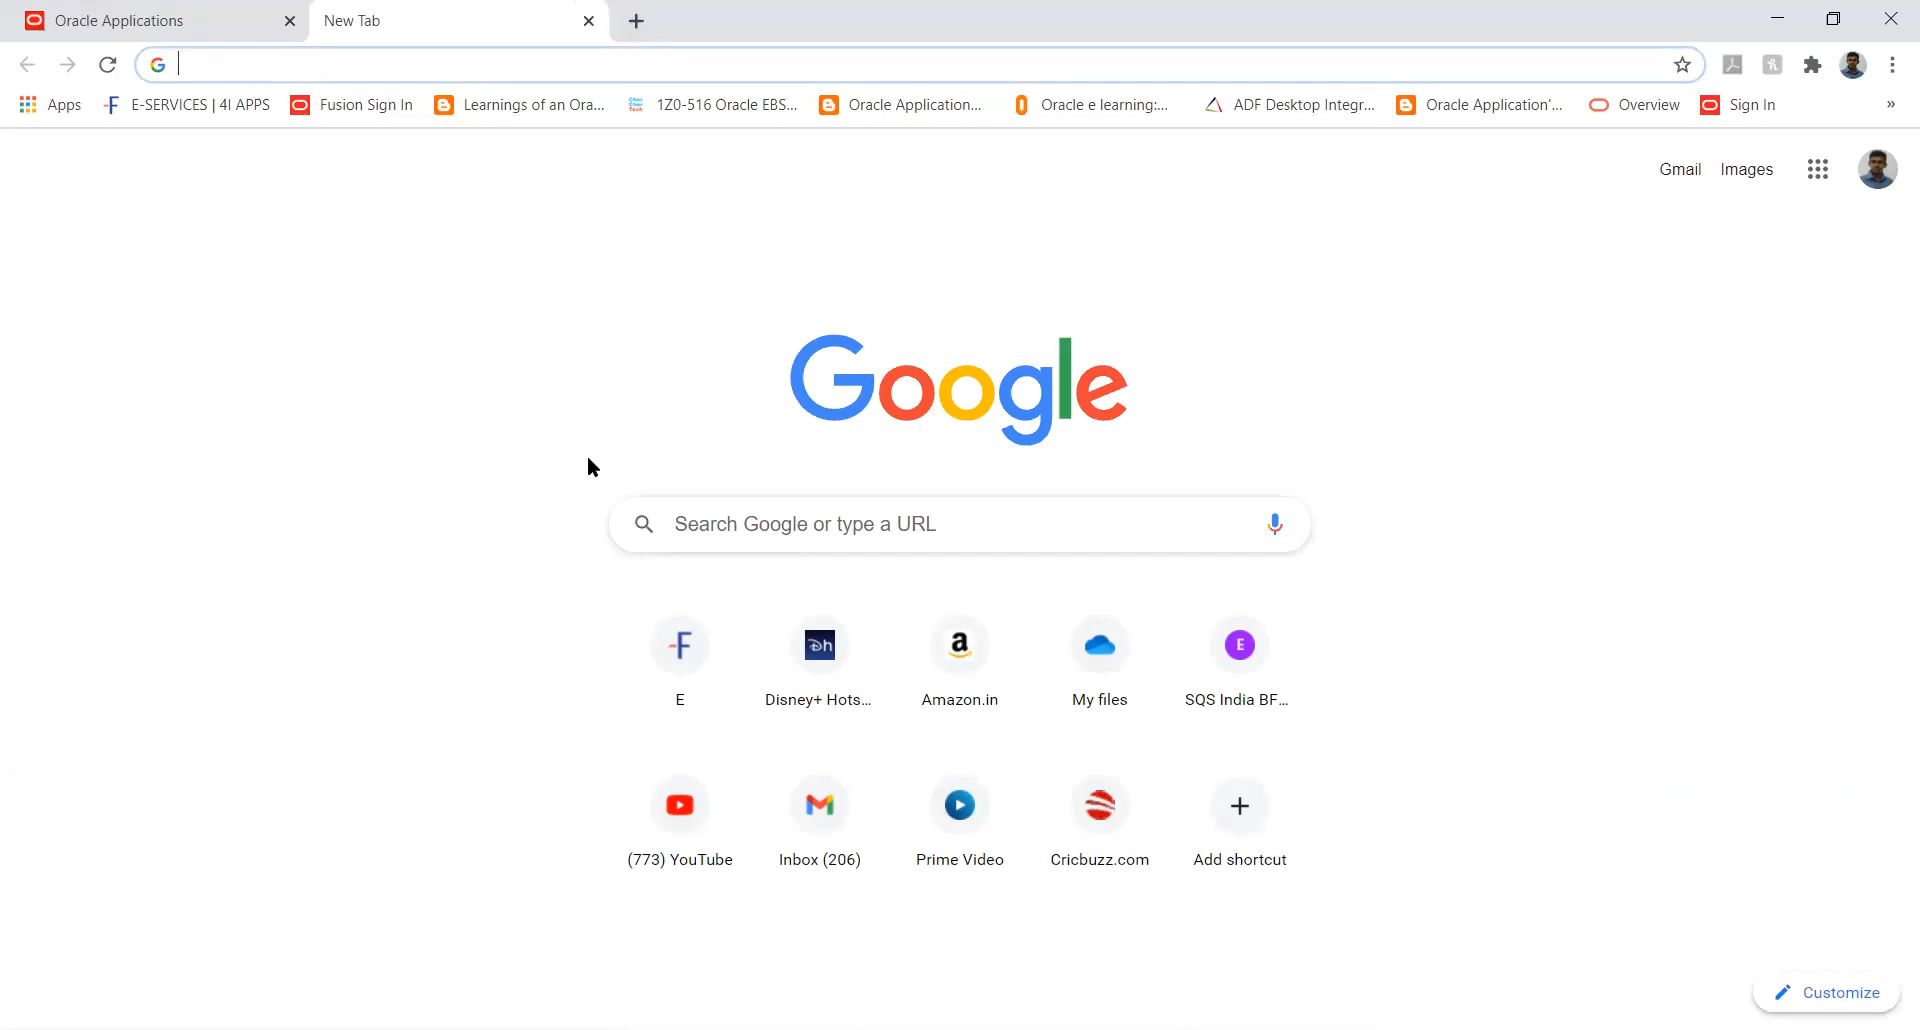 Oracle Applications
New Tab
Apps
E-SERVICES | 4I APPS
Fusion Sign In
Learnings of an Ora...
1Z0-516 Oracle EBS...
Oracle Application...
Oracle e learning:...
ADF Desktop Integr...
Oracle Application'...
Overview
Sign In
»
Gmail Images
Google
Search Google or type a URL
E
Disney+ Hots...
Amazon.in
My files
SQS India BF...
(773) YouTube
Inbox (206)
Prime Video
Cricbuzz.com
Add shortcut
Customize